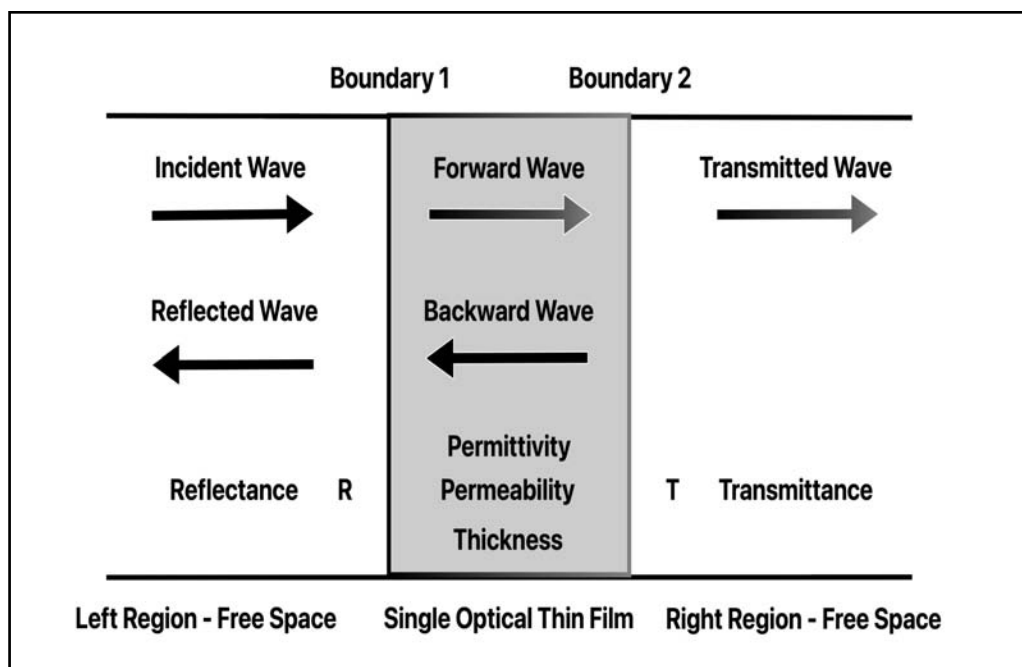 Boundary 1 Boundary 2
Incident Wave Forward Wave Transmitted Wave
Reflected Wave Backward Wave
Permittivity
Reflectance R Permeability T Transmittance
Thickness
Left Region - Free Space Single Optical Thin Film Right Region - Free Space